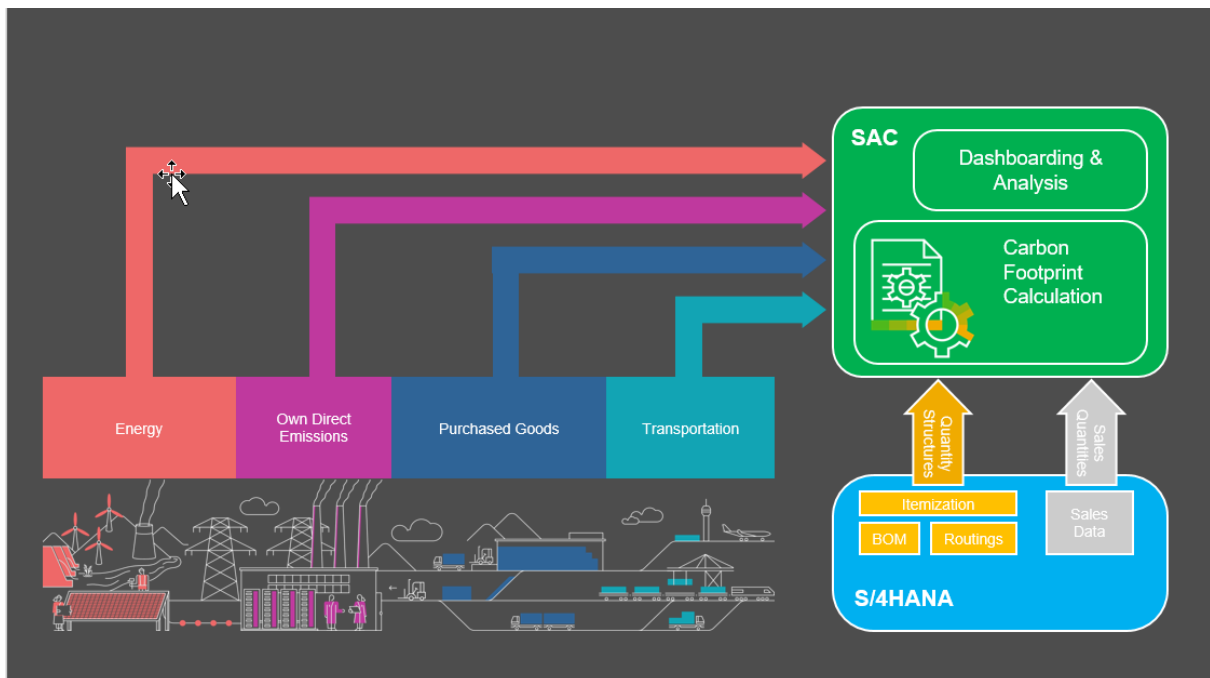 SAC
Dashboarding &
Analysis
Carbon
Footprint
Calculation
Energy
Own Direct
Emissions
Purchased Goods
Transportation
Quantity
Structures
Sales
Quantities
Itemization
BOM
Routings
Sales
Data
S/4HANA